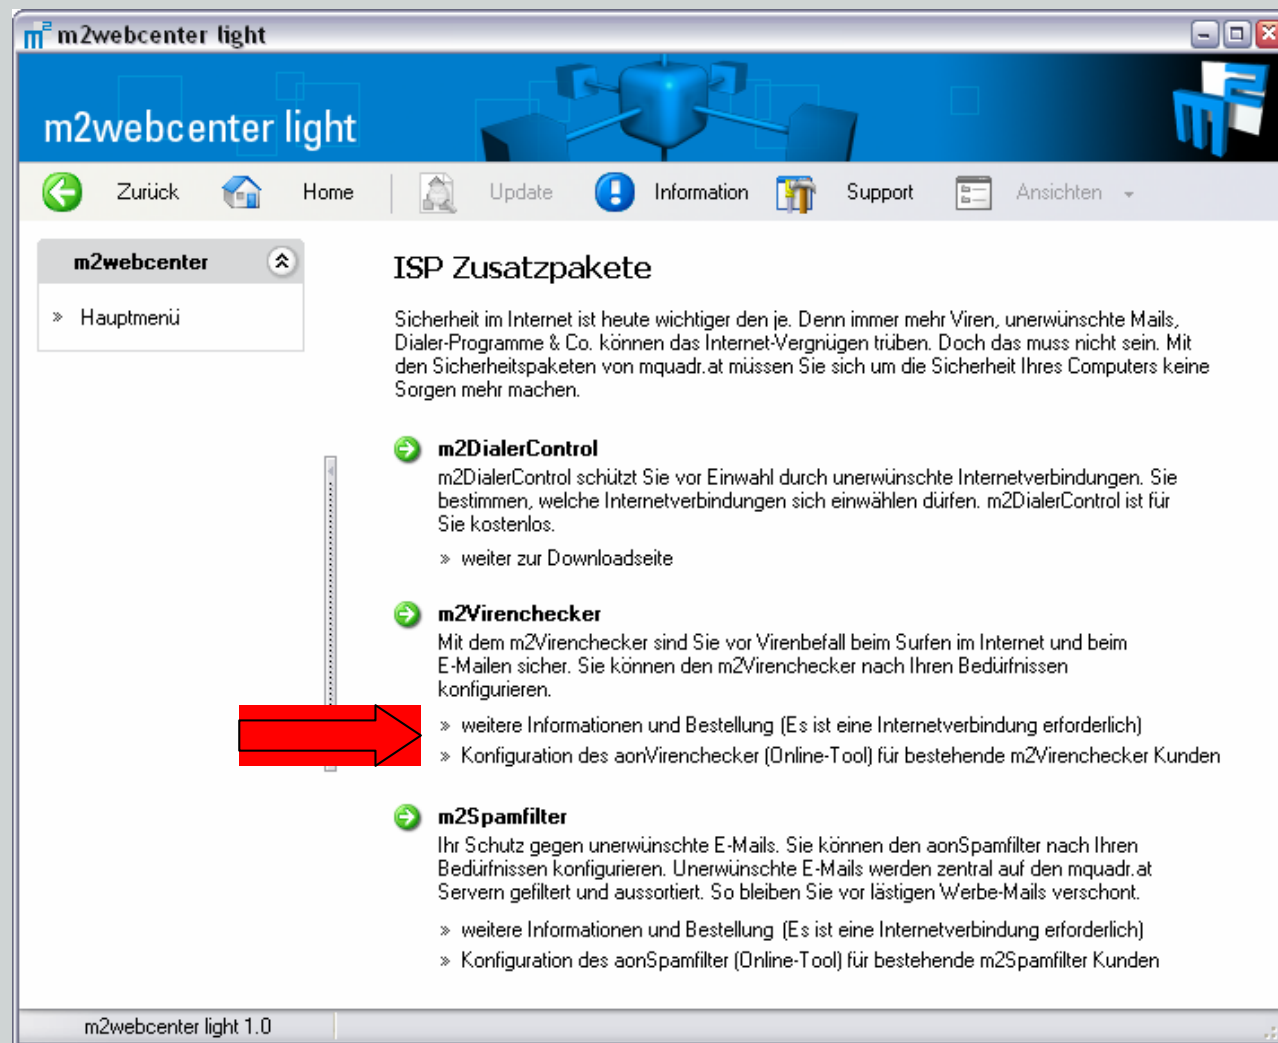 m² m2webcenter light
m2webcenter light
m²
Zurück Home Update Information Support Ansichten
m2webcenter
» Hauptmenü
ISP Zusatzpakete
Sicherheit im Internet ist heute wichtiger den je. Denn immer mehr Viren, unerwünschte Mails,
Dialer-Programme & Co. können das Internet-Vergnügen trüben. Doch das muss nicht sein. Mit
den Sicherheitspaketen von mquadr.at müssen Sie sich um die Sicherheit Ihres Computers keine
Sorgen mehr machen.
m2DialerControl
m2DialerControl schützt Sie vor Einwahl durch unerwünschte Internetverbindungen. Sie
bestimmen, welche Internetverbindungen sich einwählen dürfen. m2DialerControl ist für
Sie kostenlos.
» weiter zur Downloadseite
m2Virenchecker
Mit dem m2Virenchecker sind Sie vor Virenbefall beim Surfen im Internet und beim
E-Mailen sicher. Sie können den m2Virenchecker nach Ihren Bedürfnissen
konfigurieren.
» weitere Informationen und Bestellung (Es ist eine Internetverbindung erforderlich)
» Konfiguration des aonVirenchecker (Online-Tool) für bestehende m2Virenchecker Kunden
m2Spamfilter
Ihr Schutz gegen unerwünschte E-Mails. Sie können den aonSpamfilter nach Ihren
Bedürfnissen konfigurieren. Unerwünschte E-Mails werden zentral auf den mquadr.at
Servern gefiltert und aussortiert. So bleiben Sie vor lästigen Werbe-Mails verschont.
» weitere Informationen und Bestellung (Es ist eine Internetverbindung erforderlich)
» Konfiguration des aonSpamfilter (Online-Tool) für bestehende m2Spamfilter Kunden
m2webcenter light 1.0